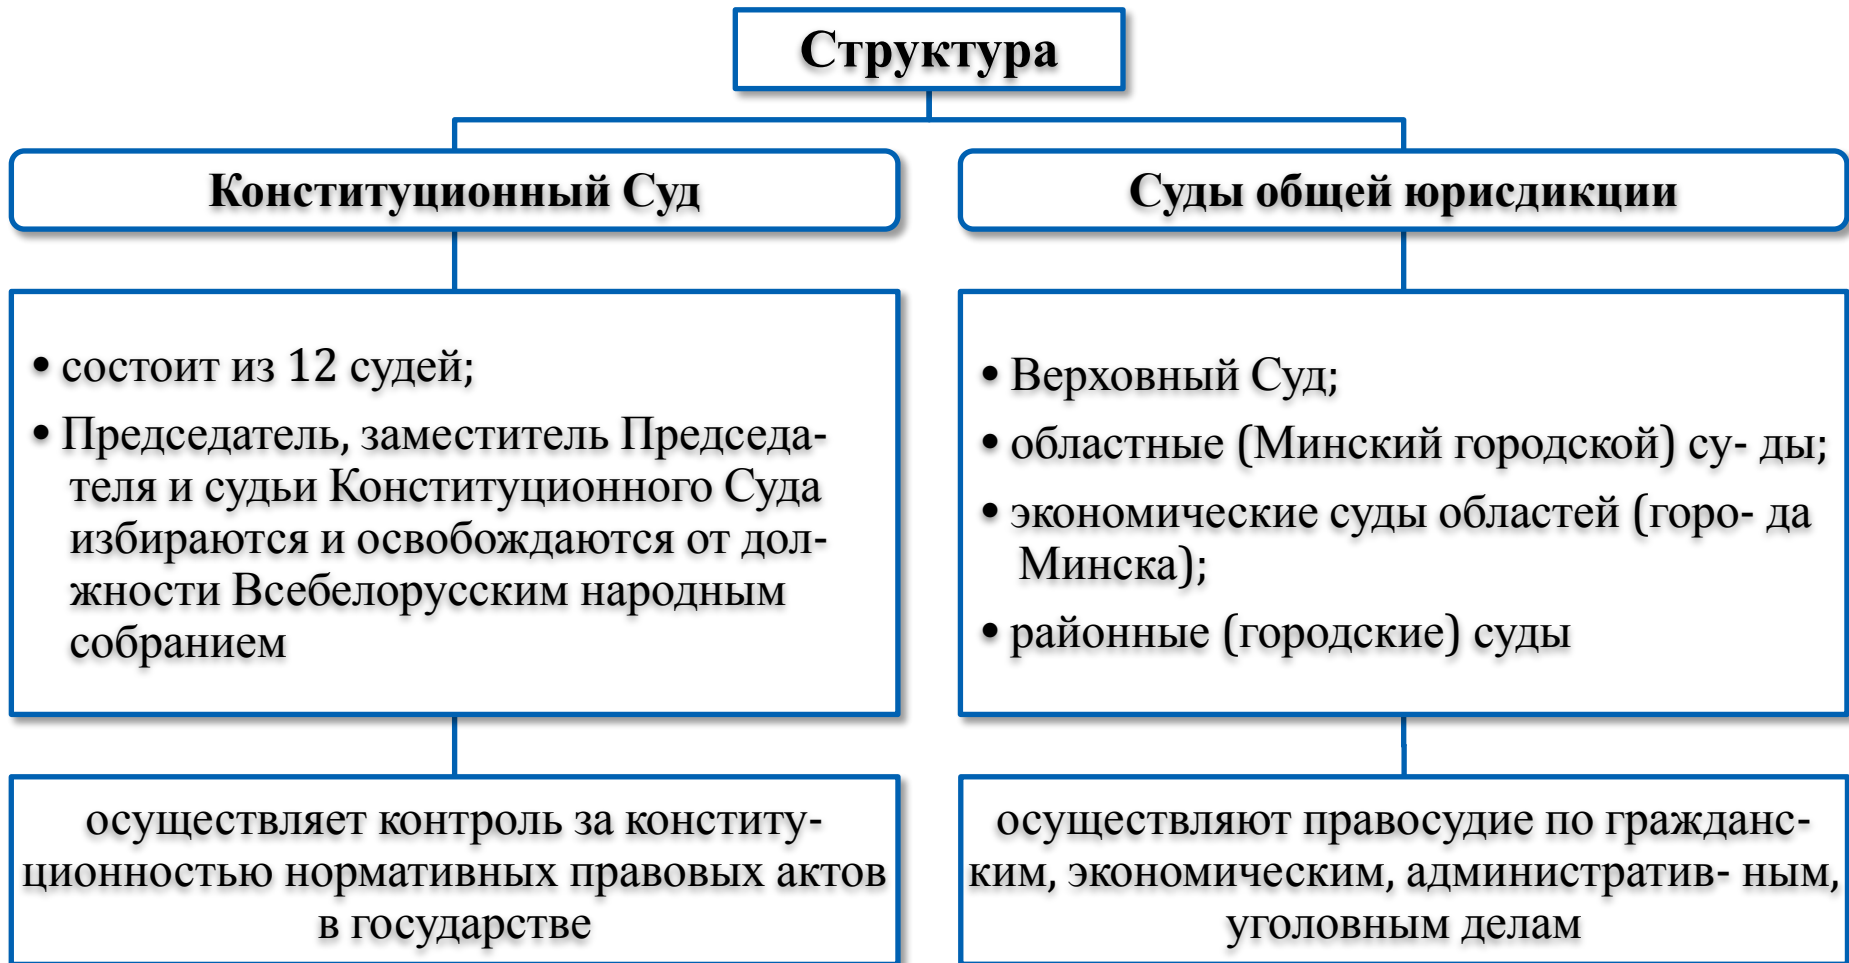 Структура
Конституционный Суд
• состоит из 12 судей;
• Председатель, заместитель Председа-
теля и судьи Конституционного Суда
избираются и освобождаются от дол-
жности Всебелорусским народным
собранием
осуществляет контроль за конститу-
ционностью нормативных правовых актов
в государстве
Суды общей юрисдикции
• Верховный Суд;
• областные (Минский городской) су- ды;
• экономические суды областей (горо- да
Минска);
• районные (городские) суды
осуществляют правосудие по гражданс-
ким, экономическим, административ- ным,
уголовным делам